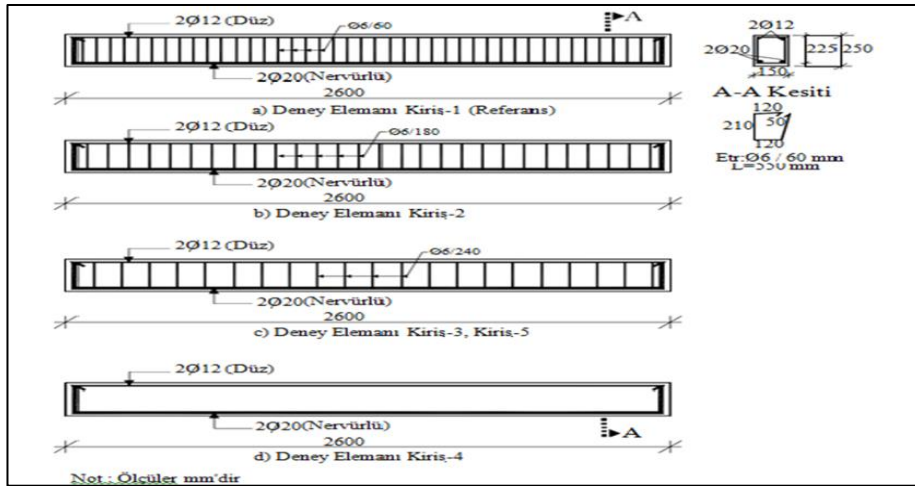 2Ø12 (Düz)
Ø6/60
A
2Ø20(Nervürlü)
2600
a) Deney Elemanı Kiriş-1 (Referans)
2Ø12 (Düz)
Ø6/180
2Ø20(Nervürlü)
2600
b) Deney Elemanı Kiriş-2
2Ø12 (Düz)
Ø6/240
2Ø20(Nervürlü)
2600
c) Deney Elemanı Kiriş-3, Kiriş-5
2Ø12 (Düz)
2Ø20(Nervürlü)
A
2600
d) Deney Elemanı Kiriş-4
Not : Ölçüler mm'dir
2Ø12
2Ø20
225
250
150
A-A Kesiti
120
50
210
120
Etr:Ø6 / 60 mm
L=550 mm